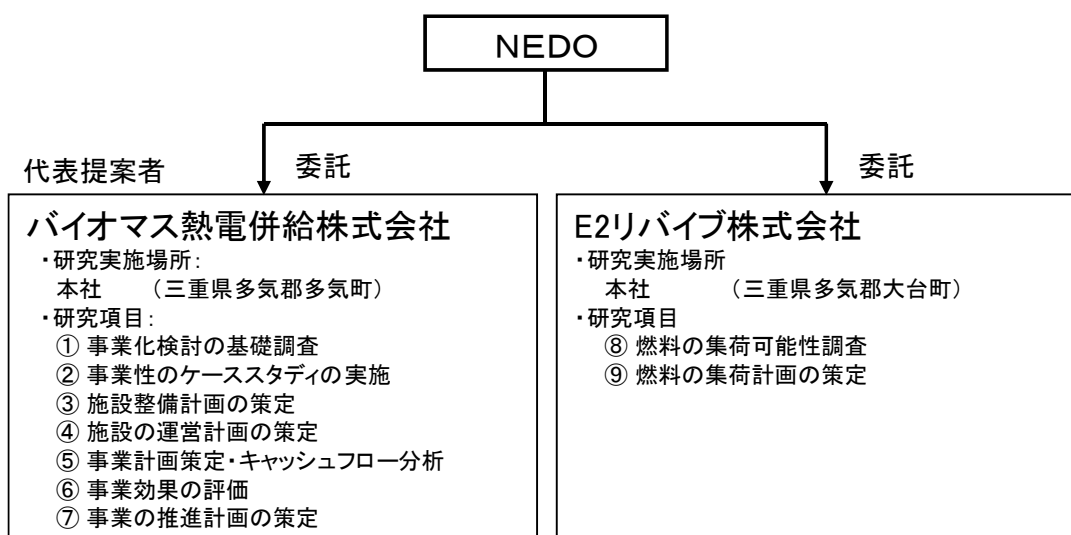 NEDO
代表提案者
委託
委託
バイオマス熱電併給株式会社
・研究実施場所：
本社　　（三重県多気郡多気町）
・研究項目：
① 事業化検討の基礎調査
② 事業性のケーススタディの実施
③ 施設整備計画の策定
④ 施設の運営計画の策定
⑤ 事業計画策定・キャッシュフロー分析
⑥ 事業効果の評価
⑦ 事業の推進計画の策定
E2リバイブ株式会社
・研究実施場所
本社　　　（三重県多気郡大台町）
・研究項目
⑧ 燃料の集荷可能性調査
⑨ 燃料の集荷計画の策定